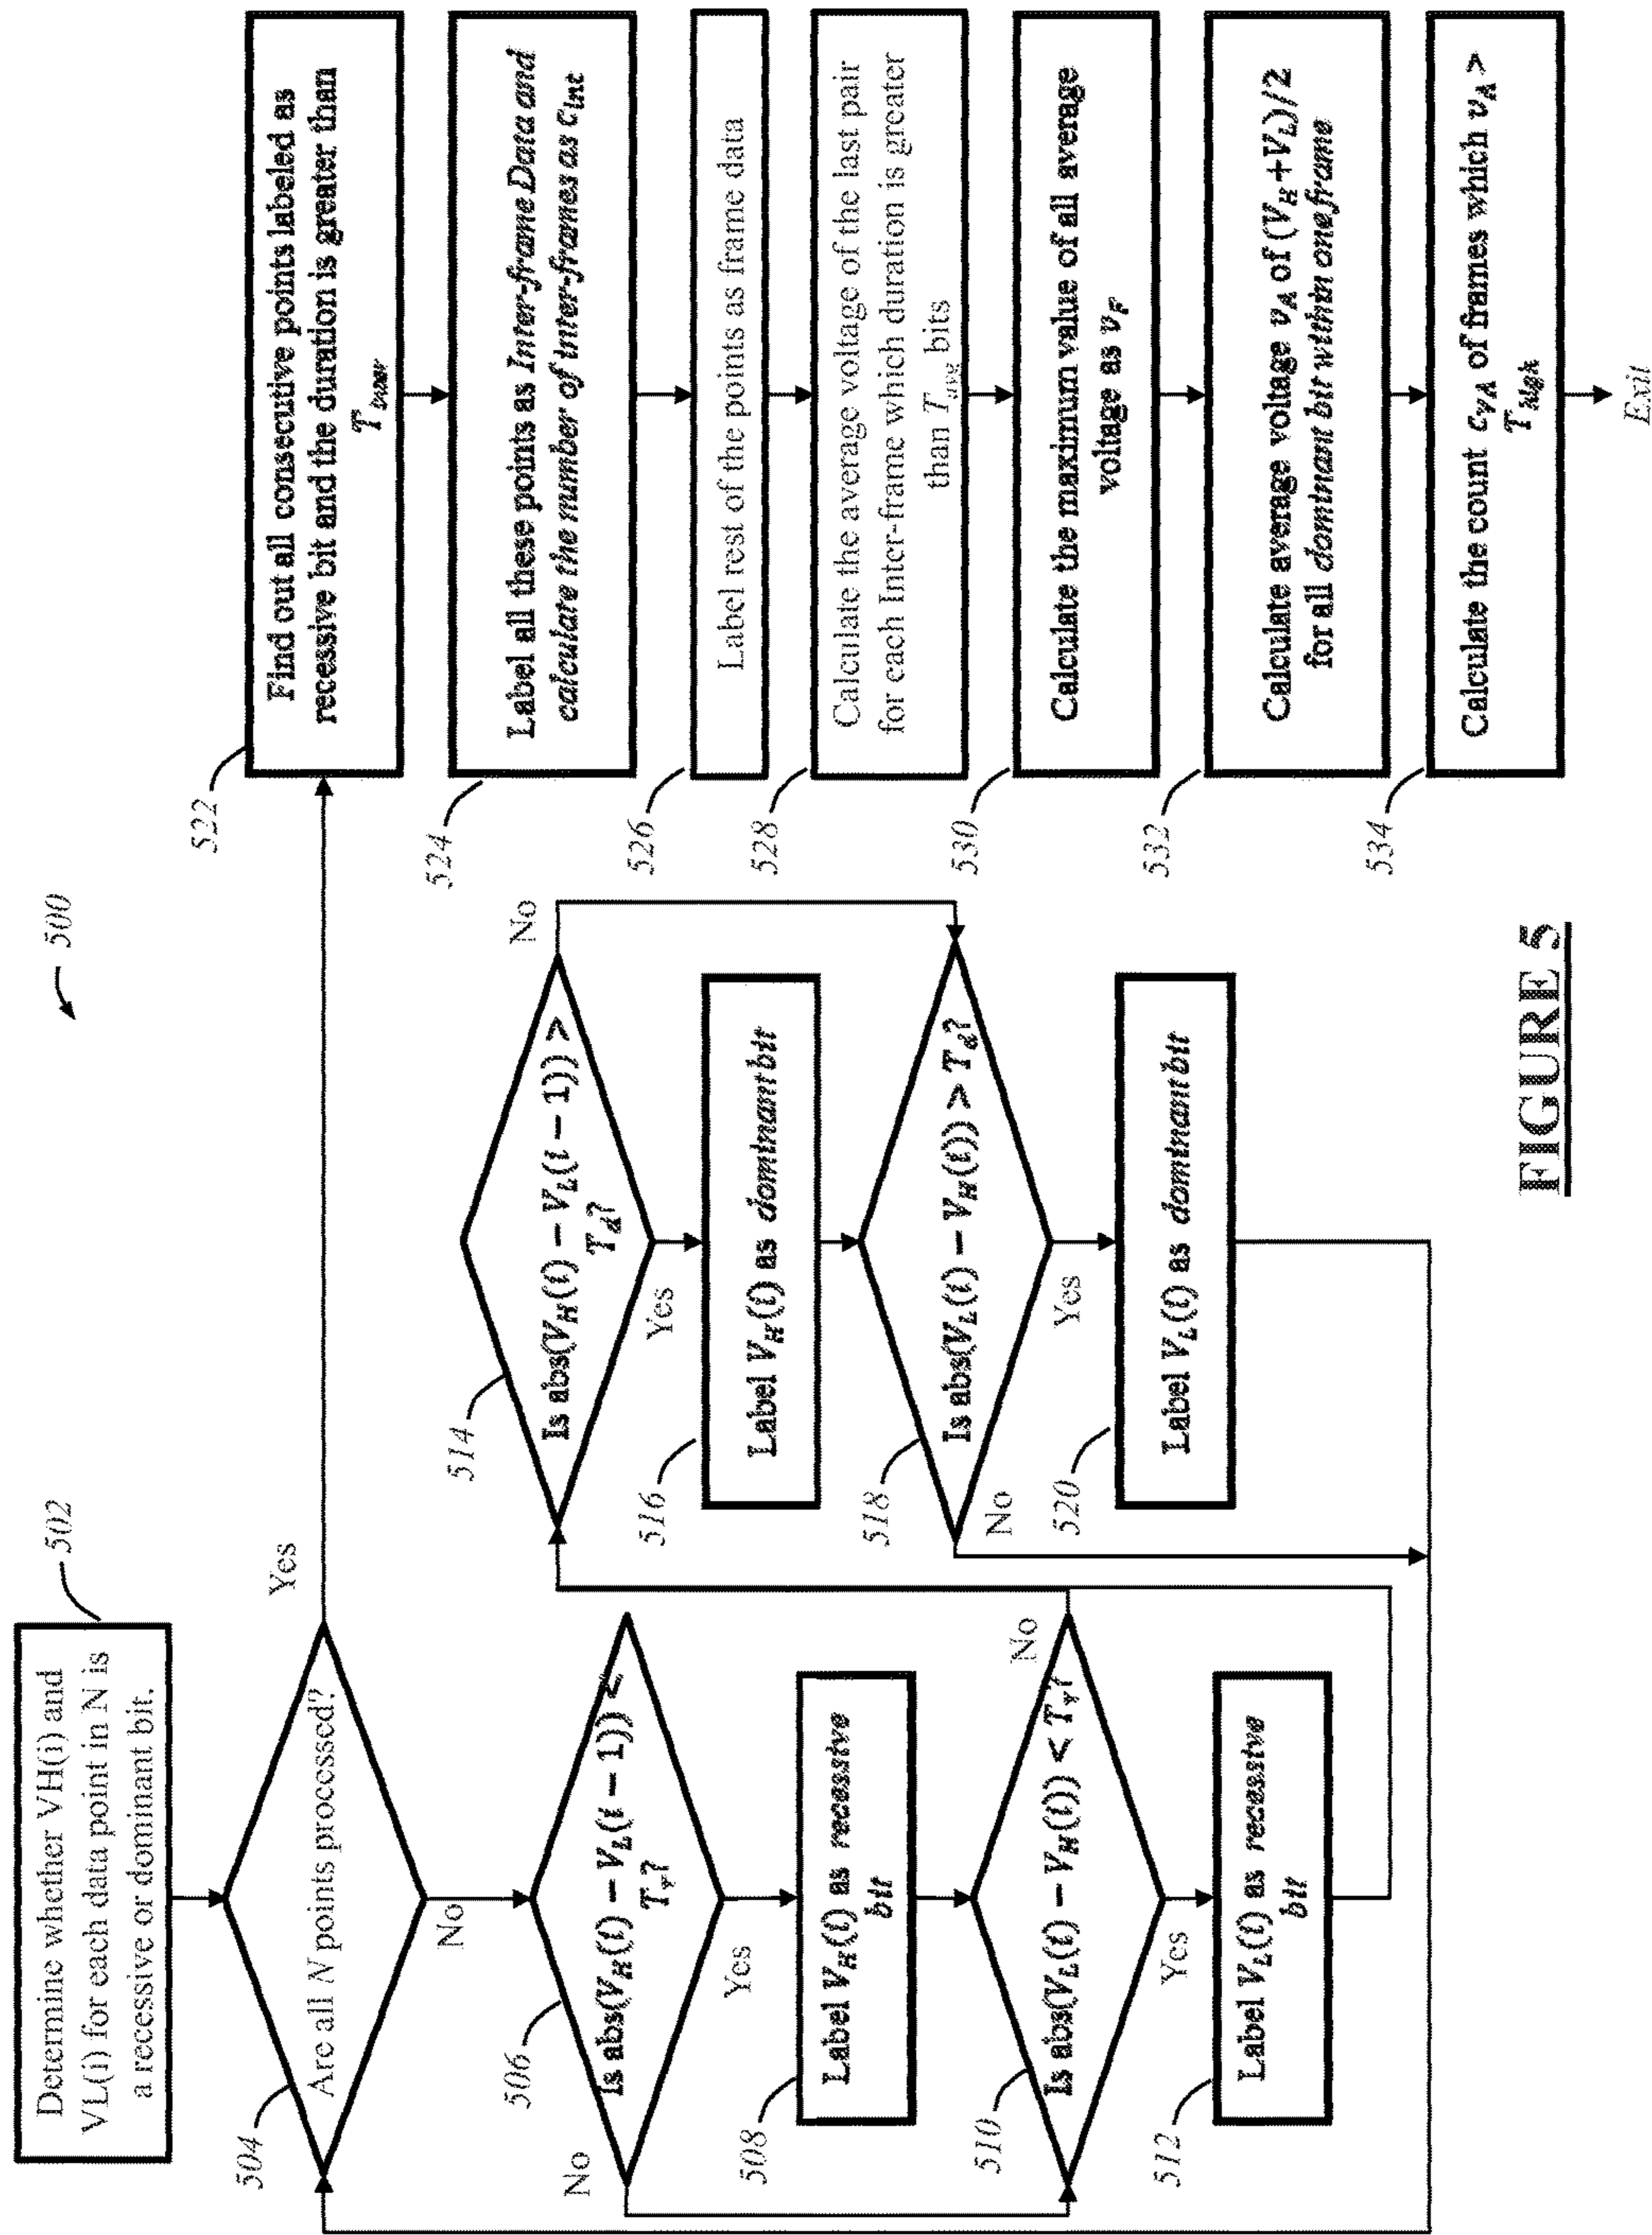 500
502
Determine whether VH(i) and
VL(i) for each data point in N is
a recessive or dominant bit.
504
Are all N points processed?
Yes
No
506
Is abs(V_H(i) − V_L(i − 1)) <
T_r?
No
Yes
508
Label V_H(i) as recessive
bit
510
Is abs(V_L(i) − V_H(i)) < T_r?
No
Yes
512
Label V_L(i) as recessive
bit
514
Is abs(V_H(i) − V_L(i − 1)) >
T_d?
No
Yes
516
Label V_H(i) as dominant bit
518
Is abs(V_L(i) − V_H(i)) > T_d?
No
Yes
520
Label V_L(i) as dominant bit
522
Find out all consecutive points labeled as
recessive bit and the duration is greater than
524
Label all these points as Inter-frame Data and
calculate the number of inter-frames as c_Int
526
Label rest of the points as frame data
528
Calculate the average voltage of the last pair
for each Inter-frame which duration is greater
than T_avg bits
530
Calculate the maximum value of all average
voltage as v_F
532
Calculate average voltage v_A of (V_H + V_L)/2
for all dominant bit within one frame
534
Calculate the count c_vA of frames which v_A >
T_high
Exit
FIGURE 5